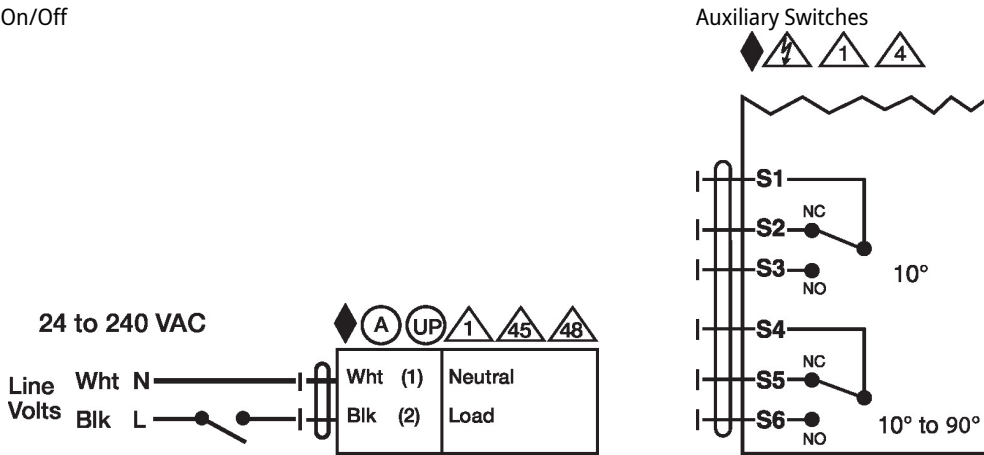 On/Off
24 to 240 VAC
A UP 1 45 48
Line Volts
Wht N
Wht (1) Neutral
Blk L
Blk (2) Load
Auxiliary Switches
1 4
S1
NC
S2
S3
NO
10°
S4
NC
S5
S6
NO
10° to 90°